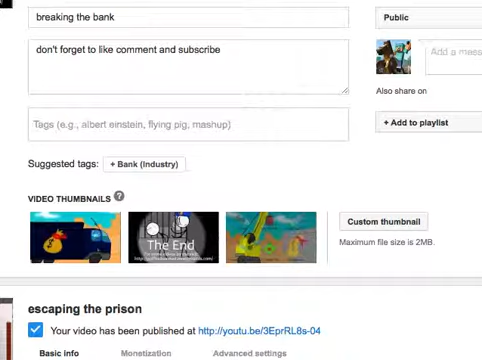 breaking the bank
Public
don't forget to like comment and subscribe
Add a mess
Also share on
Tags (e.g., albert einstein, flying pig, mashup)
+ Add to playlist
Suggested tags: + Bank (Industry)
VIDEO THUMBNAILS ?
The End
Custom thumbnail
Maximum file size is 2MB.
escaping the prison
Your video has been published at http://youtu.be/3EprRL8s-04
Basic info Monetization Advanced settings